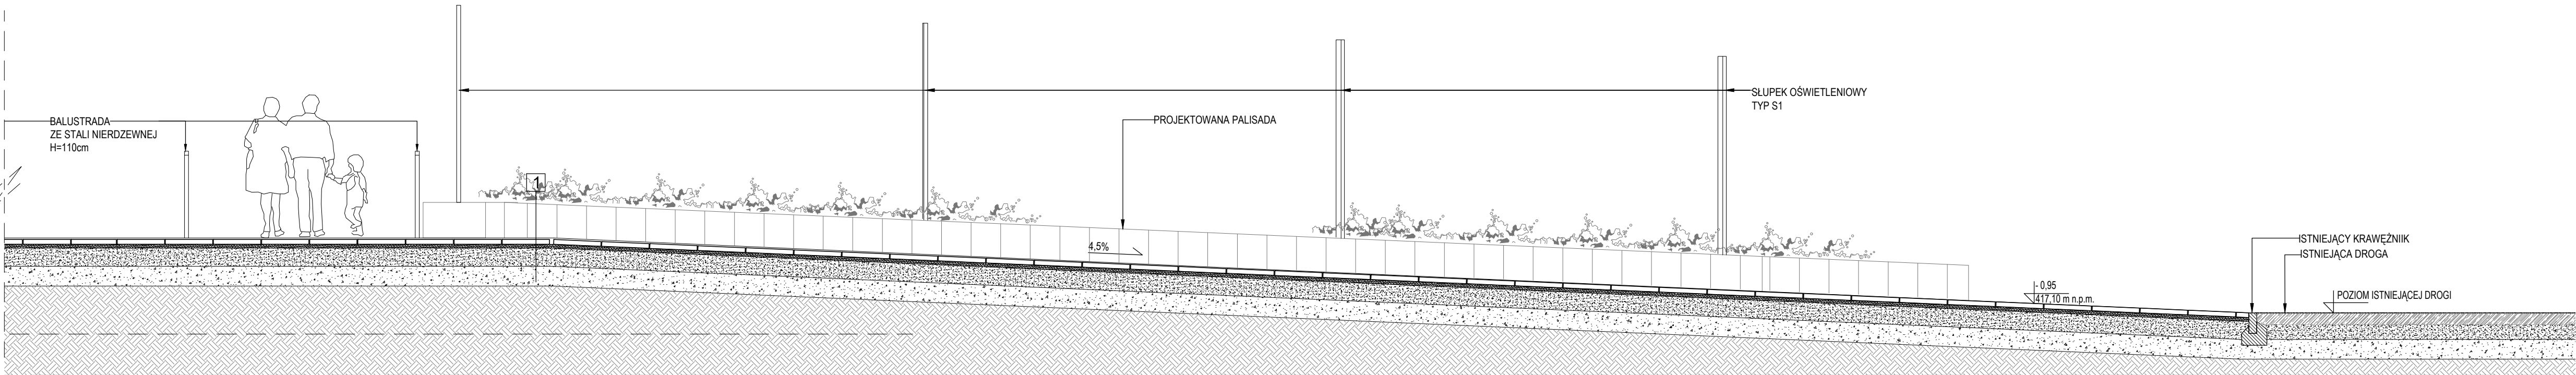 BALUSTRADA
ZE STALI NIERDZEWNEJ
H=110cm
1
PROJEKTOWANA PALISADA
4,5%
SŁUPEK OŚWIETLENIOWY
TYP S1
- 0,95
417,10 m n.p.m.
ISTNIEJĄCY KRAWĘŻNIK
ISTNIEJĄCA DROGA
POZIOM ISTNIEJĄCEJ DROGI